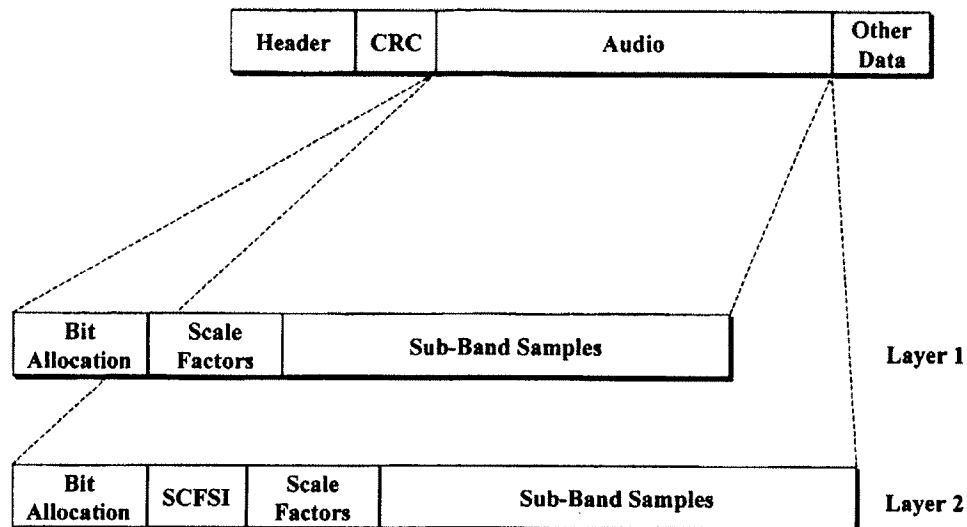 Header CRC Audio Other Data
Bit Allocation Scale Factors Sub-Band Samples Layer 1
Bit Allocation SCFSI Scale Factors Sub-Band Samples Layer 2